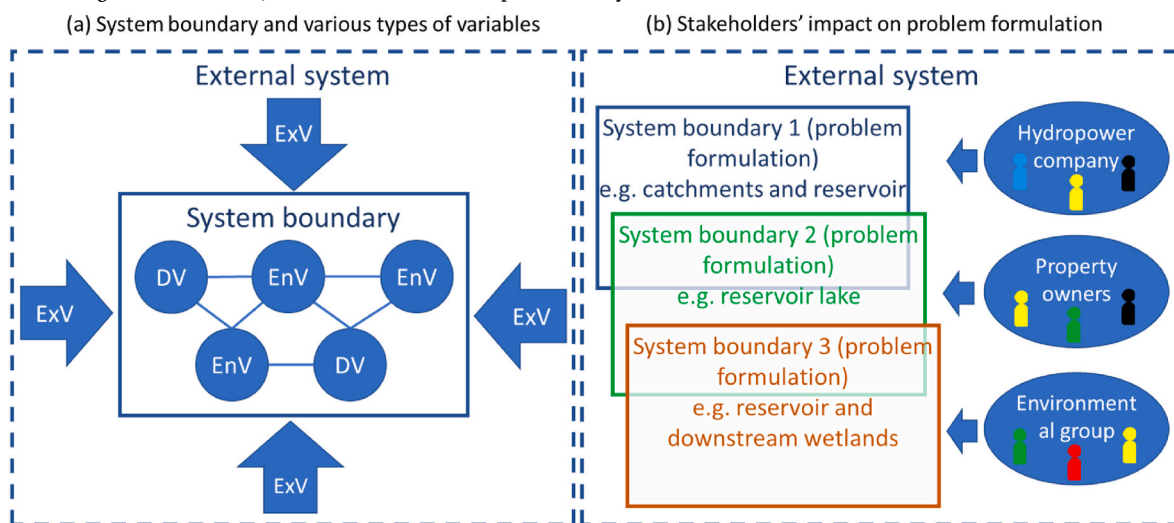 (a) System boundary and various types of variables
External system
ExV
System boundary
DV
EnV
EnV
ExV
ExV
EnV
DV
ExV
(b) Stakeholders' impact on problem formulation
External system
System boundary 1 (problem
formulation)
e.g. catchments and reservoir
Hydropower
company
System boundary 2 (problem
formulation)
e.g. reservoir lake
Property
owners
System boundary 3 (problem
formulation)
e.g. reservoir and
downstream wetlands
Environment
al group